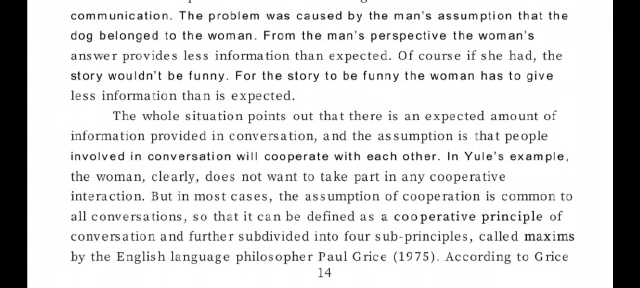 communication. The problem was caused by the man's assumption that the
dog belonged to the woman. From the man's perspective the woman's
answer provides less information than expected. Of course if she had, the
story wouldn't be funny. For the story to be funny the woman has to give
less information than is expected.
The whole situation points out that there is an expected amount of
information provided in conversation, and the assumption is that people
involved in conversation will cooperate with each other. In Yule's example,
the woman, clearly, does not want to take part in any cooperative
interaction. But in most cases, the assumption of cooperation is common to
all conversations, so that it can be defined as a cooperative principle of
conversation and further subdivided into four sub-principles, called maxims
by the English language philosopher Paul Grice (1975). According to Grice
14